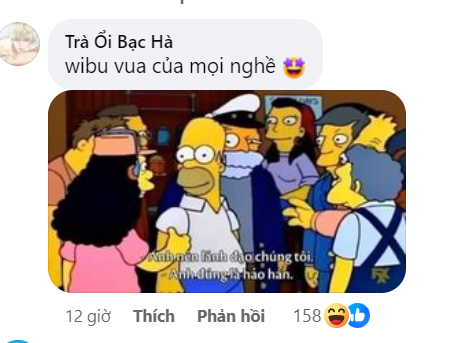 Trà Ổi Bạc Hà
wibu vua của mọi nghề
Anh nên lãnh đạo chúng tôi.
Anh đúng là hảo hán.
FX
12 giờ Thích Phản hồi 158